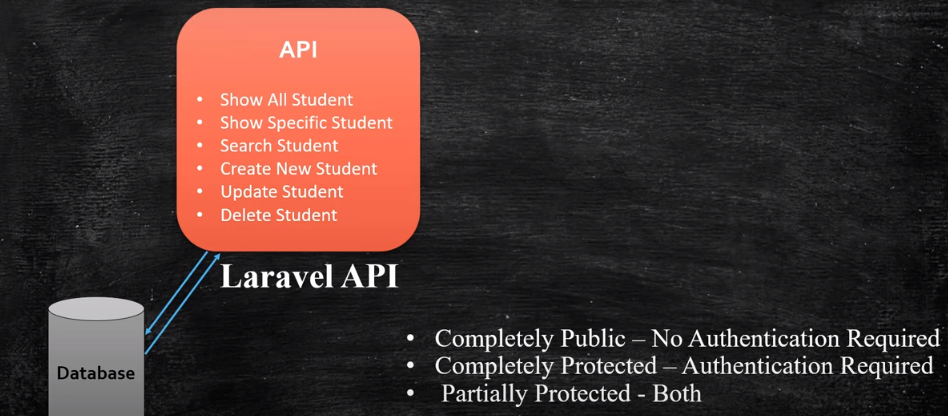 API
• Show All Student
• Show Specific Student
• Search Student
• Create New Student
• Update Student
• Delete Student
Laravel API
Database
• Completely Public – No Authentication Required
• Completely Protected – Authentication Required
• Partially Protected - Both